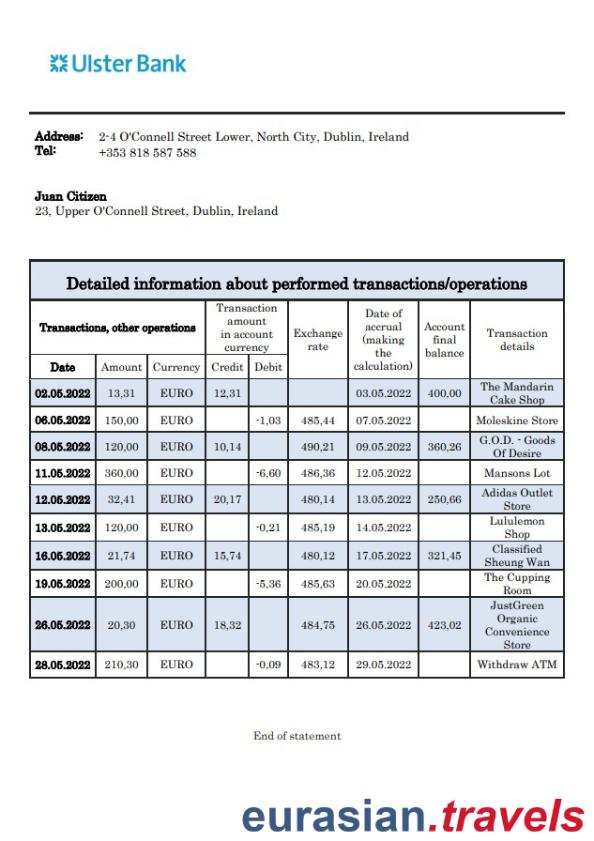 Ulster Bank
Address: 2-4 O'Connell Street Lower, North City, Dublin, Ireland
Tel: +353 818 587 588
Juan Citizen
23, Upper O'Connell Street, Dublin, Ireland
Detailed information about performed transactions/operations
Transactions, other operations
Transaction
amount
in account
currency
Exchange
rate
Date of
accrual
(making
the
calculation)
Account
final
balance
Transaction
details
Date Amount Currency Credit Debit
02.05.2022 13,31 EURO 12,31 03.05.2022 400,00 The Mandarin
Cake Shop
06.05.2022 150,00 EURO -1,03 485,44 07.05.2022 Moleskine Store
08.05.2022 120,00 EURO 10,14 490,21 09.05.2022 360,26 G.O.D. - Goods
Of Desire
11.05.2022 360,00 EURO -6,60 486,36 12.05.2022 Mansons Lot
12.05.2022 32,41 EURO 20,17 480,14 13.05.2022 250,66 Adidas Outlet
Store
13.05.2022 120,00 EURO -0,21 485,19 14.05.2022 Lululemon
Shop
16.05.2022 21,74 EURO 15,74 480,12 17.05.2022 321,45 Classified
Sheung Wan
19.05.2022 200,00 EURO -5,36 485,63 20.05.2022 The Cupping
Room
26.05.2022 20,30 EURO 18,32 484,75 26.05.2022 423,02 JustGreen
Organic
Convenience
Store
28.05.2022 210,30 EURO -0,09 483,12 29.05.2022 Withdraw ATM
End of statement
eurasian.travels